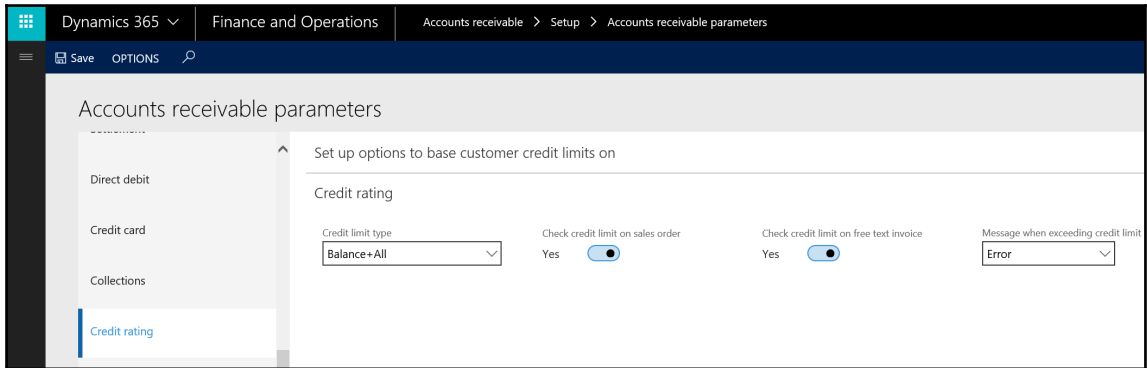 Dynamics 365 Finance and Operations Accounts receivable > Setup > Accounts receivable parameters
Save OPTIONS
Accounts receivable parameters
Set up options to base customer credit limits on
Direct debit
Credit rating
Credit card
Credit limit type Check credit limit on sales order Check credit limit on free text invoice Message when exceeding credit limit
Balance+All Yes Yes Error
Collections
Credit rating